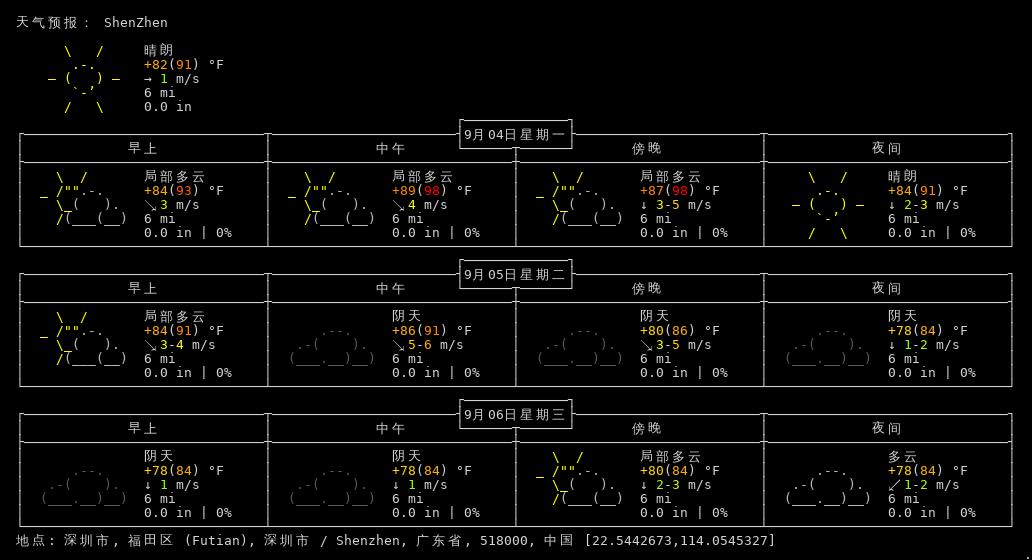 天气预报： ShenZhen
晴朗
+82(91) °F
→ 1 m/s
6 mi
0.0 in
9月04日星期一
早上 中午 傍晚 夜间
局部多云 局部多云 局部多云 晴朗
+84(93) °F +89(98) °F +87(98) °F +84(91) °F
↘ 3 m/s ↘ 4 m/s ↓ 3-5 m/s ↓ 2-3 m/s
6 mi 6 mi 6 mi 6 mi
0.0 in | 0% 0.0 in | 0% 0.0 in | 0% 0.0 in | 0%
9月05日星期二
早上 中午 傍晚 夜间
局部多云 阴天 阴天 阴天
+84(91) °F +86(91) °F +80(86) °F +78(84) °F
↘ 3-4 m/s ↘ 5-6 m/s ↘ 3-5 m/s ↓ 1-2 m/s
6 mi 6 mi 6 mi 6 mi
0.0 in | 0% 0.0 in | 0% 0.0 in | 0% 0.0 in | 0%
9月06日星期三
早上 中午 傍晚 夜间
阴天 阴天 局部多云 多云
+78(84) °F +78(84) °F +80(84) °F +78(84) °F
↓ 1 m/s ↓ 1 m/s ↓ 2-3 m/s ↙ 1-2 m/s
6 mi 6 mi 6 mi 6 mi
0.0 in | 0% 0.0 in | 0% 0.0 in | 0% 0.0 in | 0%
地点: 深圳市, 福田区 (Futian), 深圳市 / Shenzhen, 广东省, 518000, 中国 [22.5442673,114.0545327]